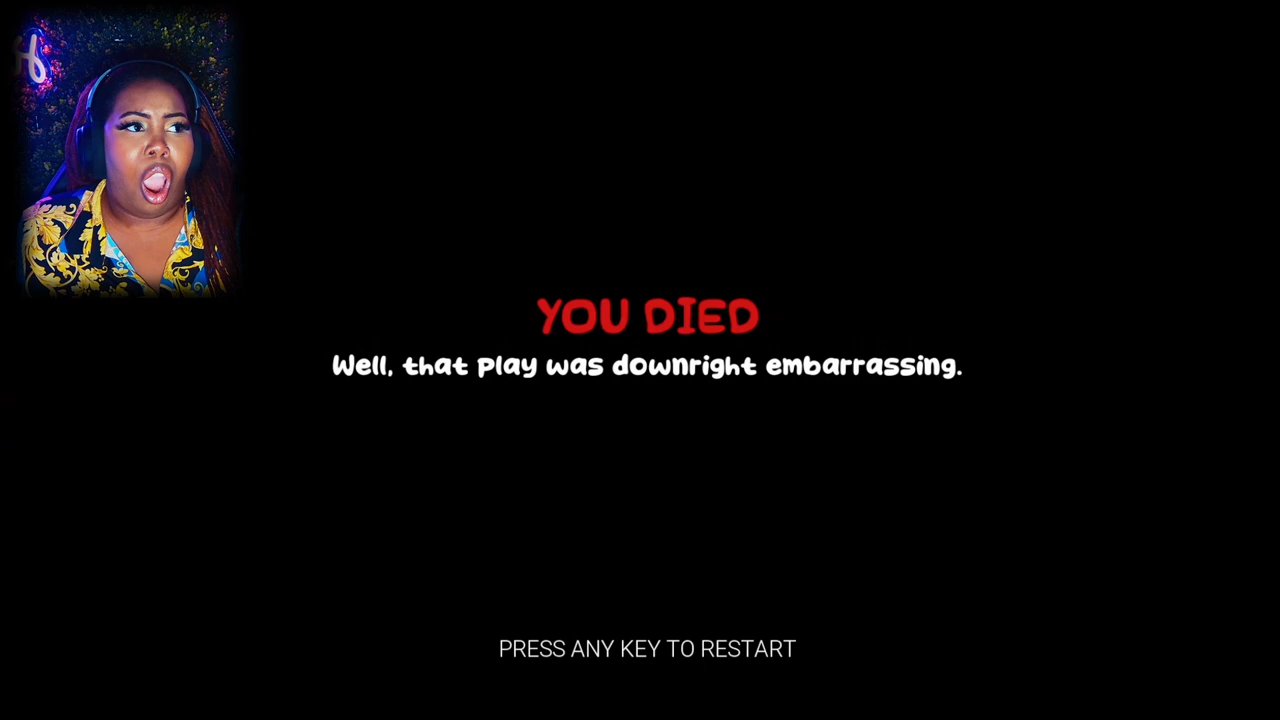 YOU DIED
Well, that play was downright embarrassing.
PRESS ANY KEY TO RESTART